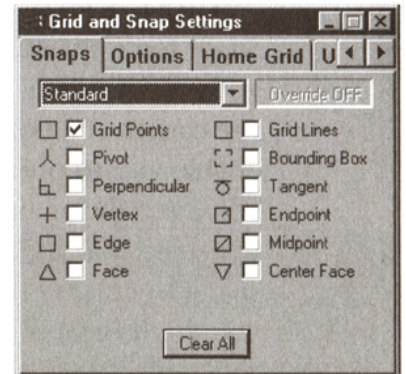 Grid and Snap Settings
Snaps Options Home Grid U
Standard Override OFF
Grid Points Grid Lines
Pivot Bounding Box
Perpendicular Tangent
Vertex Endpoint
Edge Midpoint
Face Center Face
Clear All